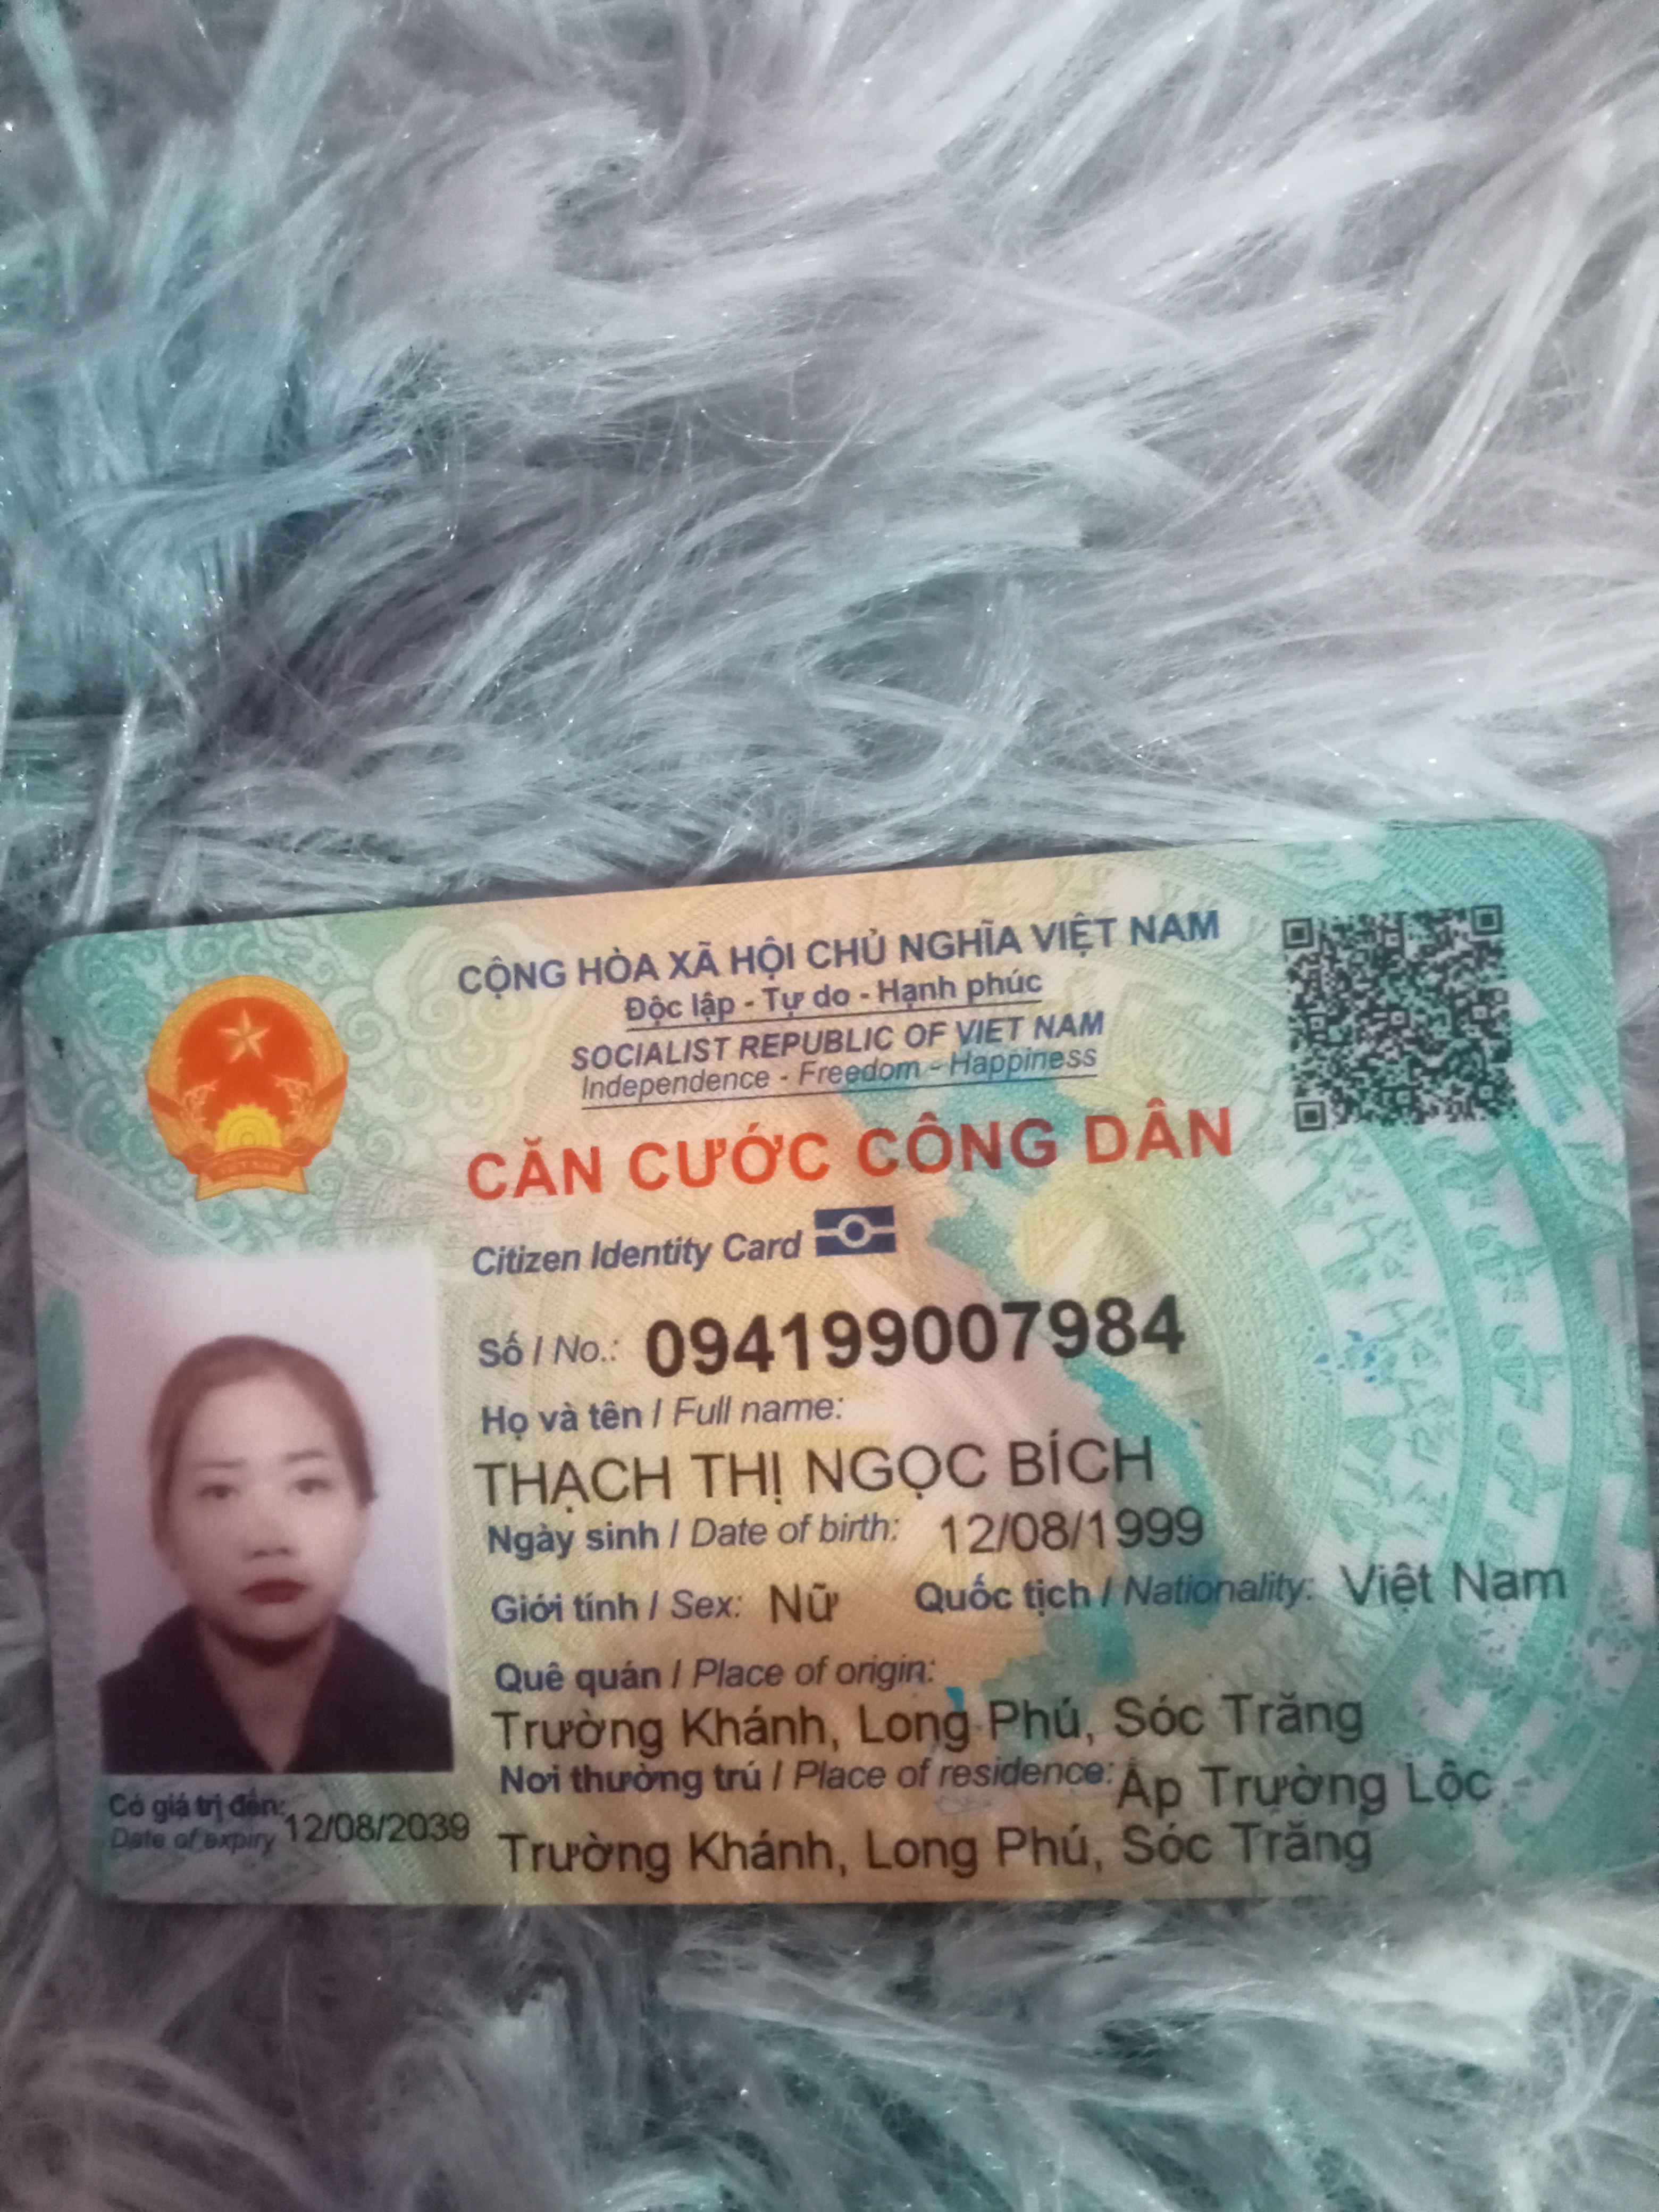 CỘNG HÒA XÃ HỘI CHỦ NGHĨA VIỆT NAM
Độc lập - Tự do - Hạnh phúc
SOCIALIST REPUBLIC OF VIET NAM
Independence - Freedom - Happiness
CĂN CƯỚC CÔNG DÂN
Citizen Identity Card
Số / No.: 094199007984
Họ và tên / Full name:
THẠCH THỊ NGỌC BÍCH
Ngày sinh / Date of birth: 12/08/1999
Giới tính / Sex: Nữ Quốc tịch / Nationality: Việt Nam
Quê quán / Place of origin:
Trường Khánh, Long Phú, Sóc Trăng
Nơi thường trú / Place of residence: Ấp Trường Lộc
Trường Khánh, Long Phú, Sóc Trăng
Có giá trị đến: 12/08/2039
Date of expiry